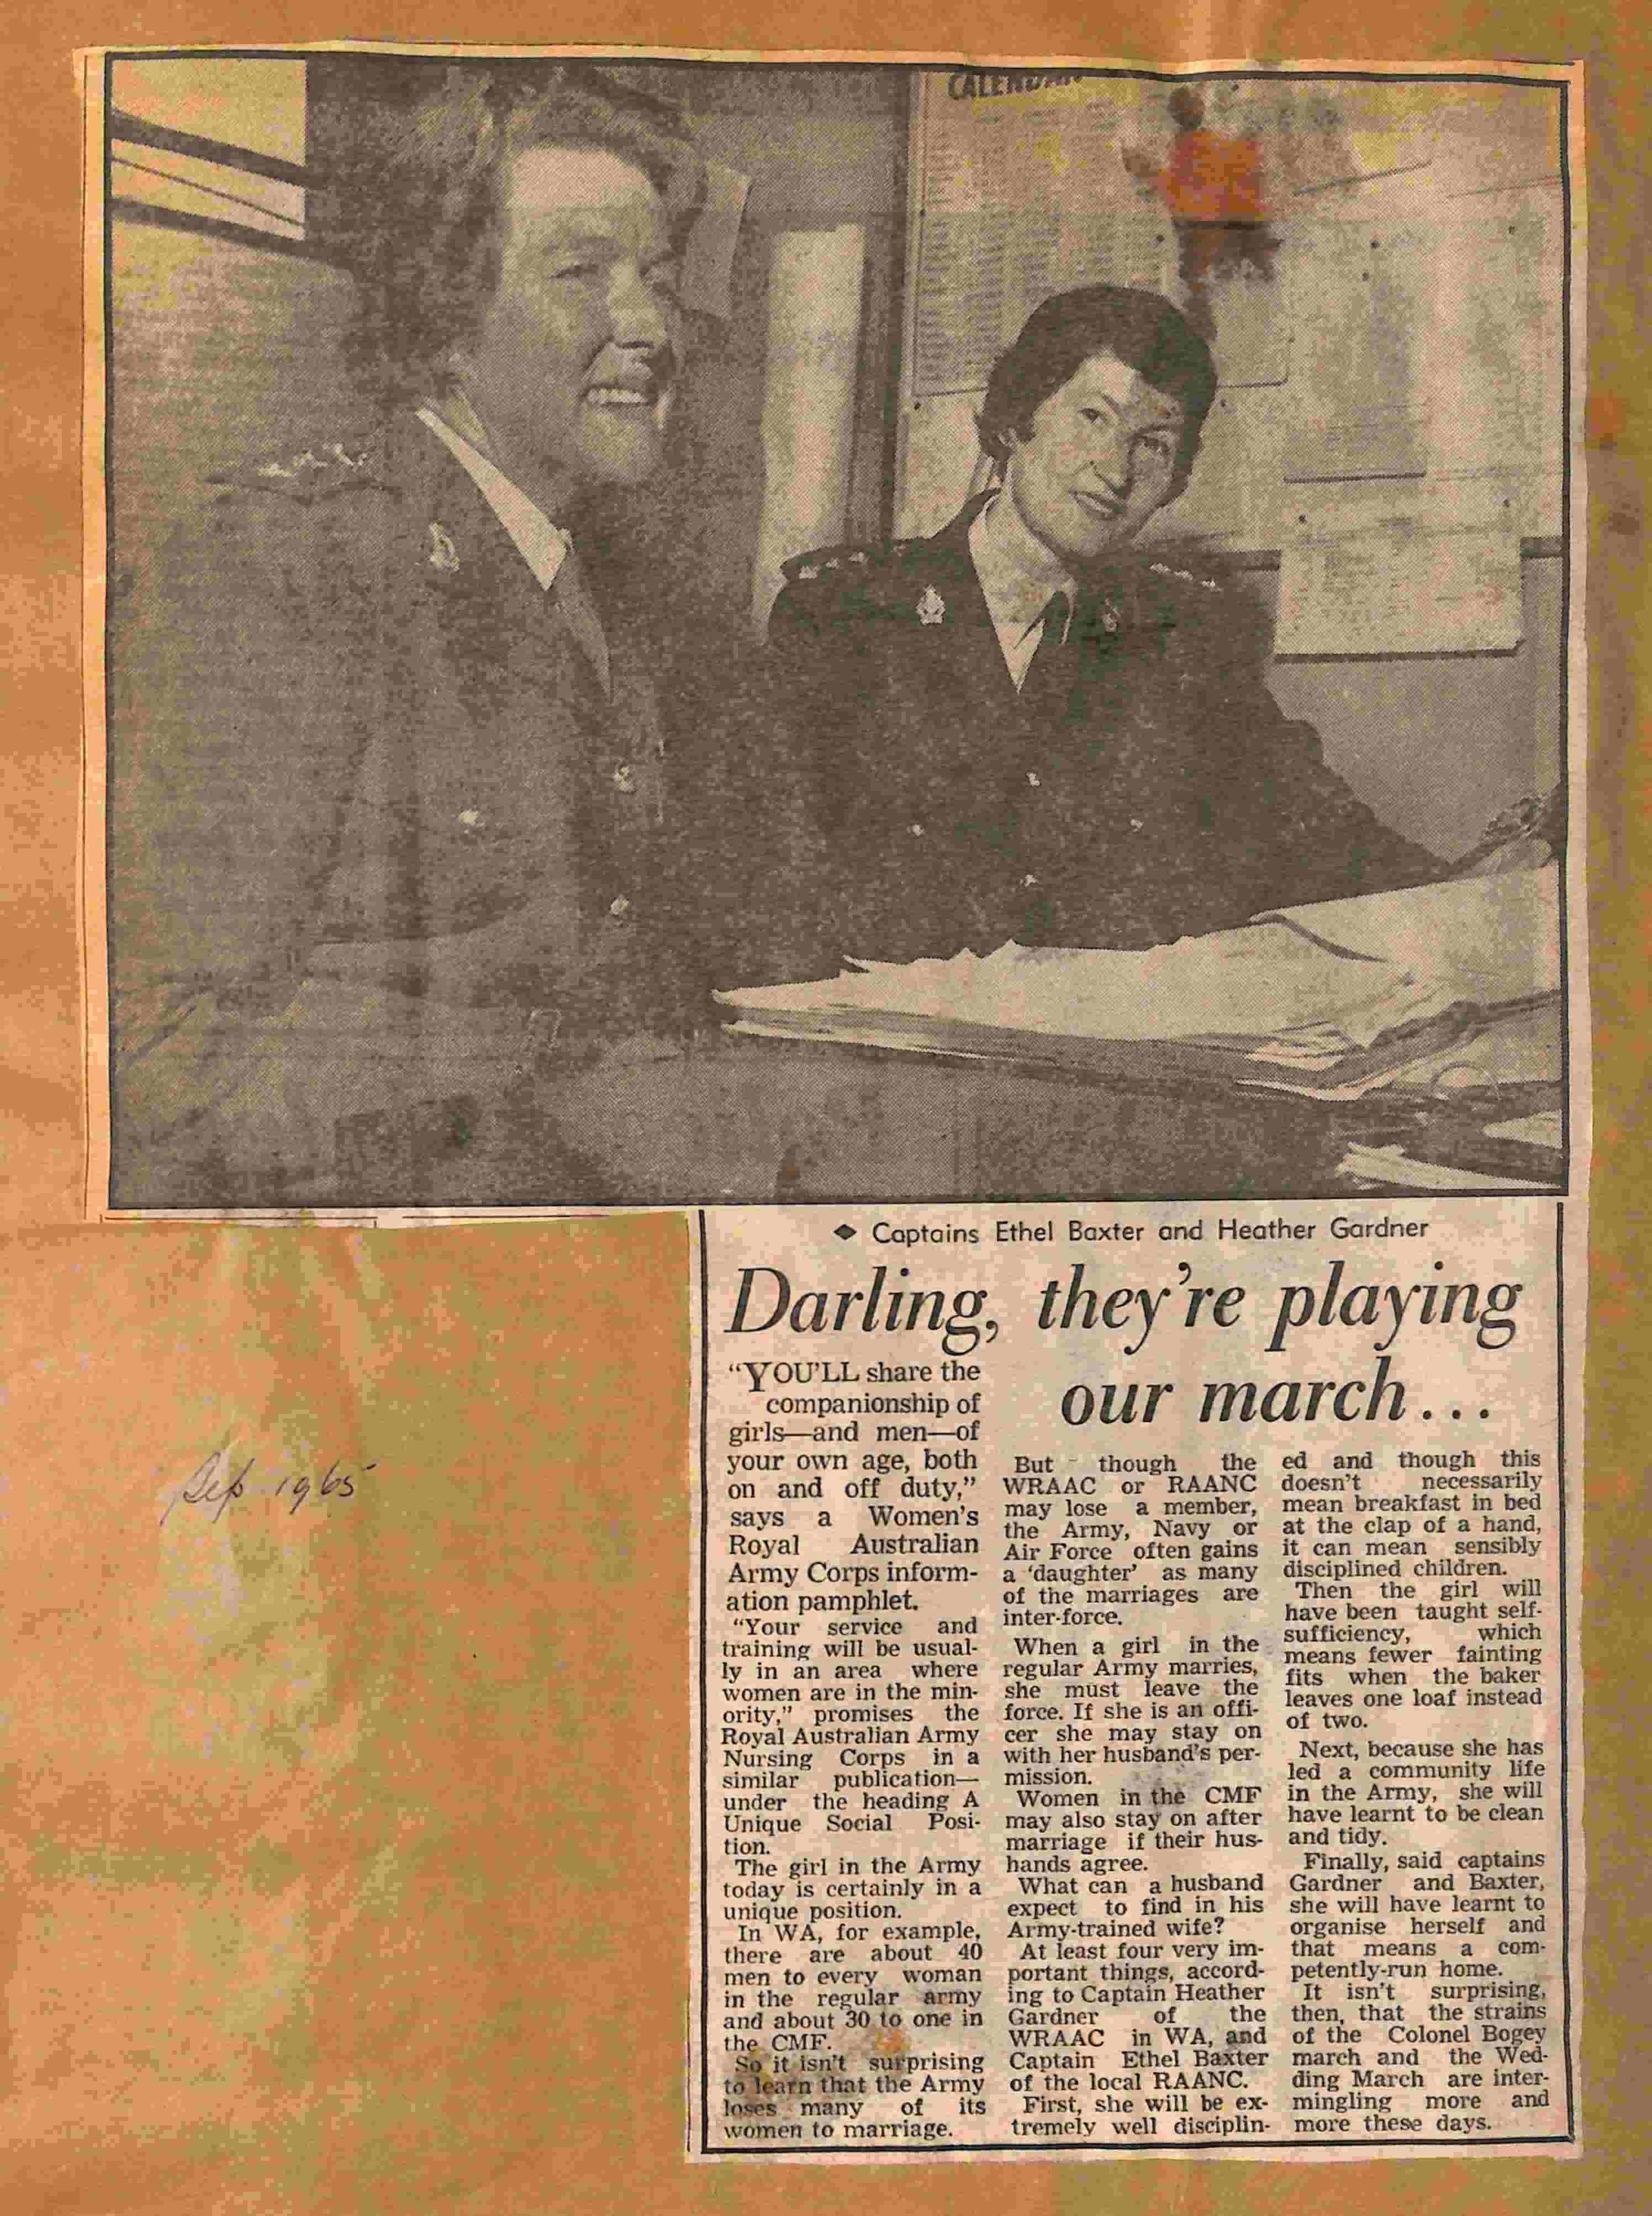 CALENDAR
◆ Captains Ethel Baxter and Heather Gardner
Darling, they're playing
our march...
"YOU'LL share the
companionship of
girls—and men—of
your own age, both
on and off duty,"
says a Women's
Royal Australian
Army Corps inform-
ation pamphlet.
"Your service and
training will be usual-
ly in an area where
women are in the min-
ority," promises the
Royal Australian Army
Nursing Corps in a
similar publication—
under the heading A
Unique Social Posi-
tion.
The girl in the Army
today is certainly in a
unique position.
In WA, for example,
there are about 40
men to every woman
in the regular army
and about 30 to one in
the CMF.
So it isn't surprising
to learn that the Army
loses many of its
women to marriage.
But though the
WRAAC or RAANC
may lose a member,
the Army, Navy or
Air Force often gains
a 'daughter' as many
of the marriages are
inter-force.
When a girl in the
regular Army marries,
she must leave the
force. If she is an offi-
cer she may stay on
with her husband's per-
mission.
Women in the CMF
may also stay on after
marriage if their hus-
hands agree.
What can a husband
expect to find in his
Army-trained wife?
At least four very im-
portant things, accord-
ing to Captain Heather
Gardner of the
WRAAC in WA, and
Captain Ethel Baxter
of the local RAANC.
First, she will be ex-
tremely well disciplin-
ed and though this
doesn't necessarily
mean breakfast in bed
at the clap of a hand,
it can mean sensibly
disciplined children.
Then the girl will
have been taught self-
sufficiency, which
means fewer fainting
fits when the baker
leaves one loaf instead
of two.
Next, because she has
led a community life
in the Army, she will
have learnt to be clean
and tidy.
Finally, said captains
Gardner and Baxter,
she will have learnt to
organise herself and
that means a com-
petently-run home.
It isn't surprising,
then, that the strains
of the Colonel Bogey
march and the Wed-
ding March are inter-
mingling more and
more these days.
Sep 1965